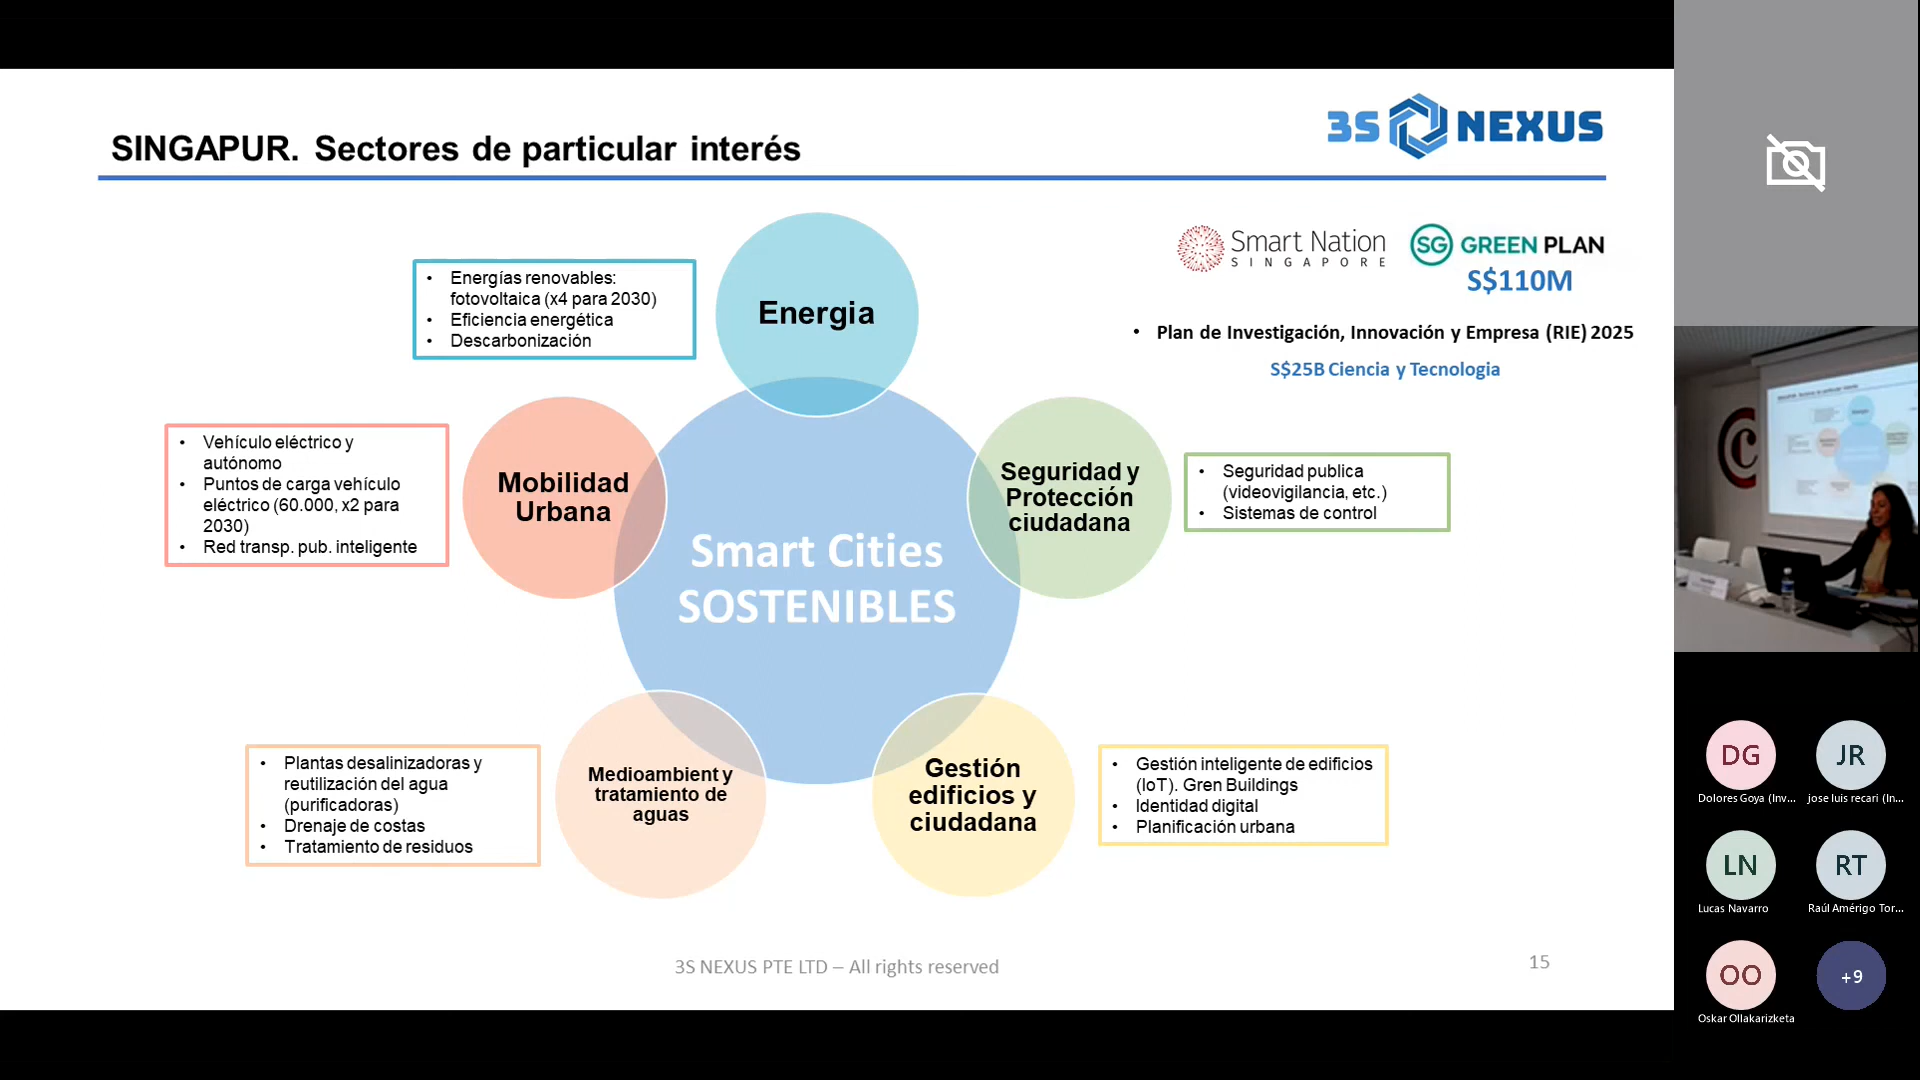 SINGAPUR. Sectores de particular interés
3S NEXUS
Smart Nation
SINGAPORE
SG GREEN PLAN
S$110M
• Plan de Investigación, Innovación y Empresa (RIE) 2025
S$25B Ciencia y Tecnologia
• Energías renovables:
fotovoltaica (x4 para 2030)
• Eficiencia energética
• Descarbonización
Energia
• Vehículo eléctrico y
autónomo
• Puntos de carga vehículo
eléctrico (60.000, x2 para
2030)
• Red transp. pub. inteligente
Mobilidad
Urbana
Seguridad y
Protección
ciudadana
• Seguridad publica
(videovigilancia, etc.)
• Sistemas de control
Smart Cities
SOSTENIBLES
• Plantas desalinizadoras y
reutilización del agua
(purificadoras)
• Drenaje de costas
• Tratamiento de residuos
Medioambient y
tratamiento de
aguas
Gestión
edificios y
ciudadana
• Gestión inteligente de edificios
(IoT). Gren Buildings
• Identidad digital
• Planificación urbana
3S NEXUS PTE LTD – All rights reserved
15
DG
Dolores Goya (Inv...
JR
jose luis recari (In...
LN
Lucas Navarro
RT
Raúl Amérigo Tor...
OO
Oskar Ollakarizketa
+9